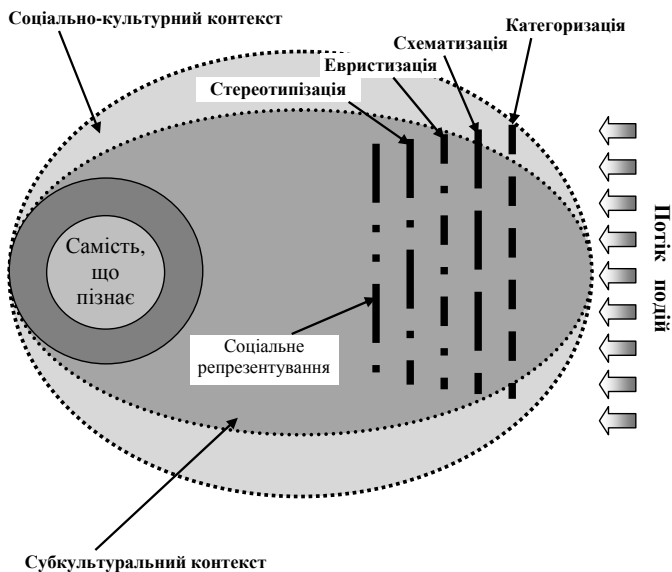 Соціально-культурний контекст
Категоризація
Схематизація
Евристизація
Стереотипізація
Самість,
що
пізнає
Соціальне
репрезентування
Потік подій
Субкультуральний контекст